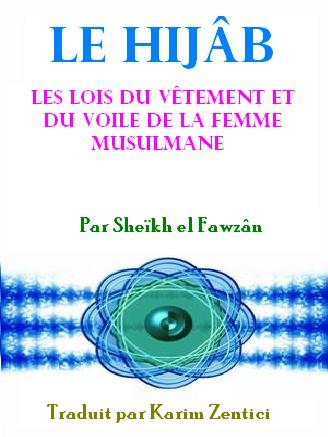 LE HIJÂB
LES LOIS DU VÊTEMENT ET
DU VOILE DE LA FEMME
MUSULMANE
Par Sheïkh el Fawzân
Traduit par Karim Zentici